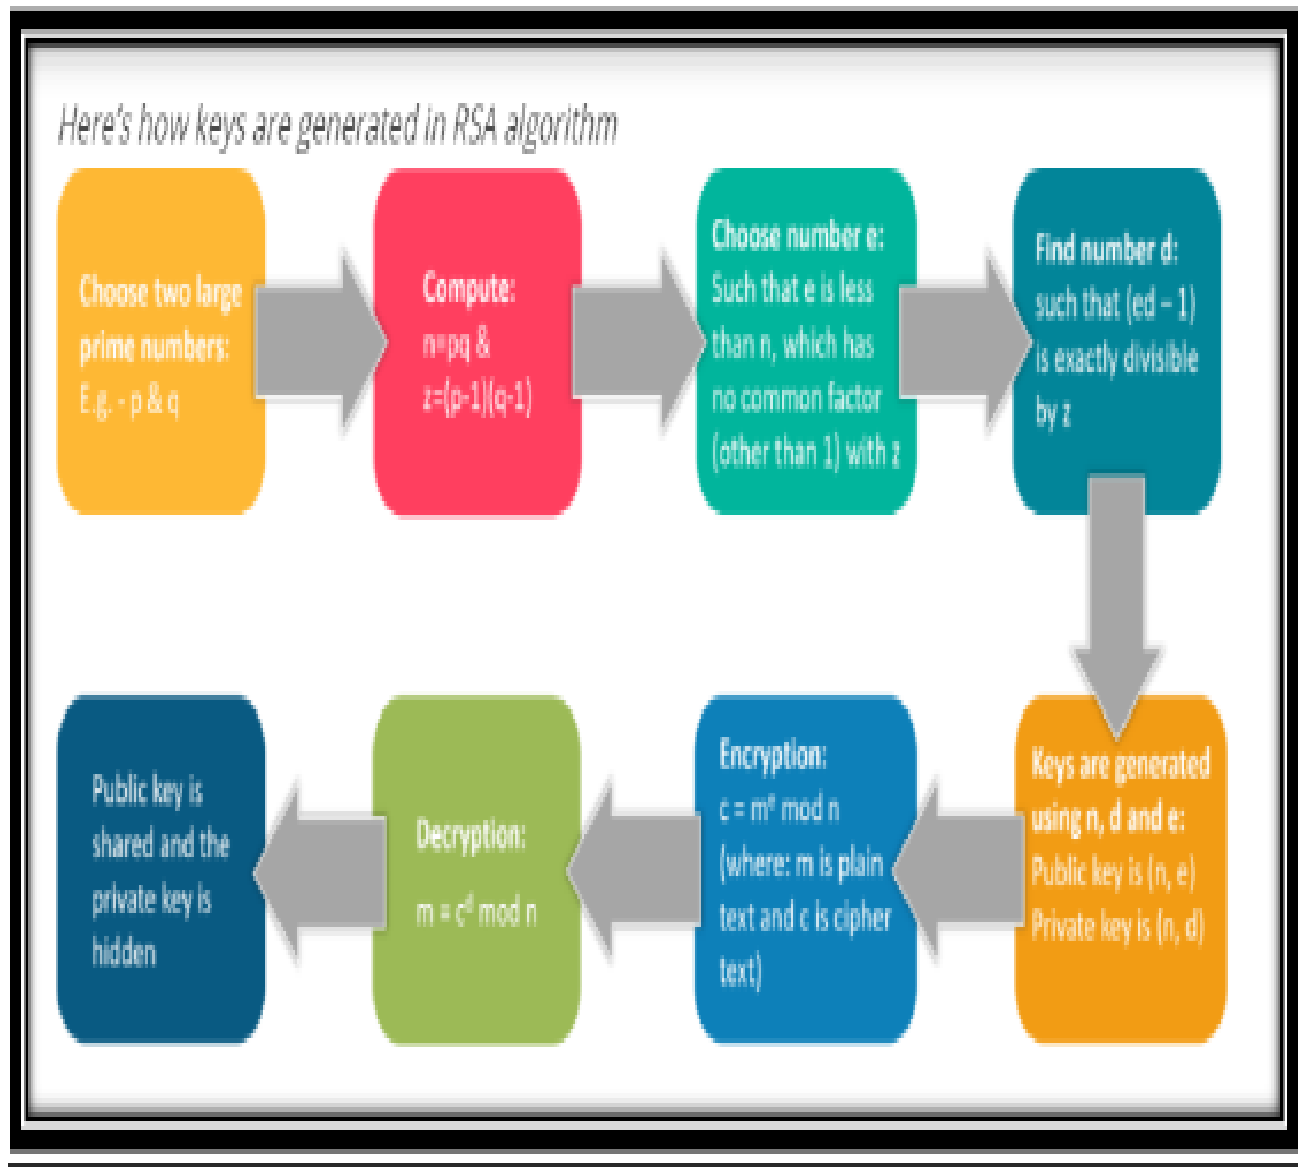 Here's how keys are generated in RSA algorithm
Choose two large
prime numbers:
E.g. - p & q
Compute:
n=pq &
z=(p-1)(q-1)
Choose number e:
Such that e is less
than n, which has
no common factor
(other than 1) with z
Find number d:
such that (ed – 1)
is exactly divisible
by z
Keys are generated
using n, d and e:
Public key is (n, e)
Private key is (n, d)
Encryption:
c = mᵉ mod n
(where: m is plain
text and c is cipher
text)
Decryption:
m = cᵈ mod n
Public key is
shared and the
private key is
hidden